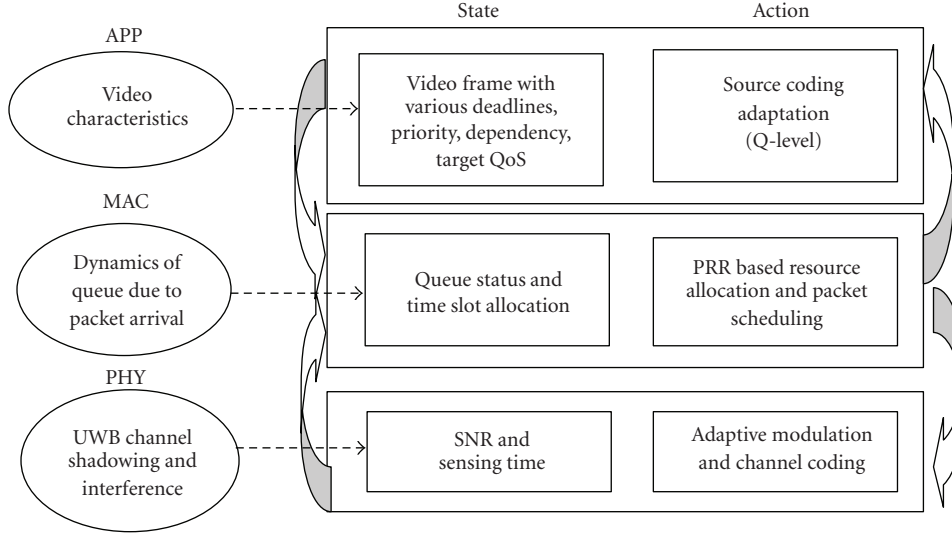 State
Action
APP
Video
characteristics
Video frame with
various deadlines,
priority, dependency,
target QoS
Source coding
adaptation
(Q-level)
MAC
Dynamics of
queue due to
packet arrival
Queue status and
time slot allocation
PRR based resource
allocation and packet
scheduling
PHY
UWB channel
shadowing and
interference
SNR and
sensing time
Adaptive modulation
and channel coding